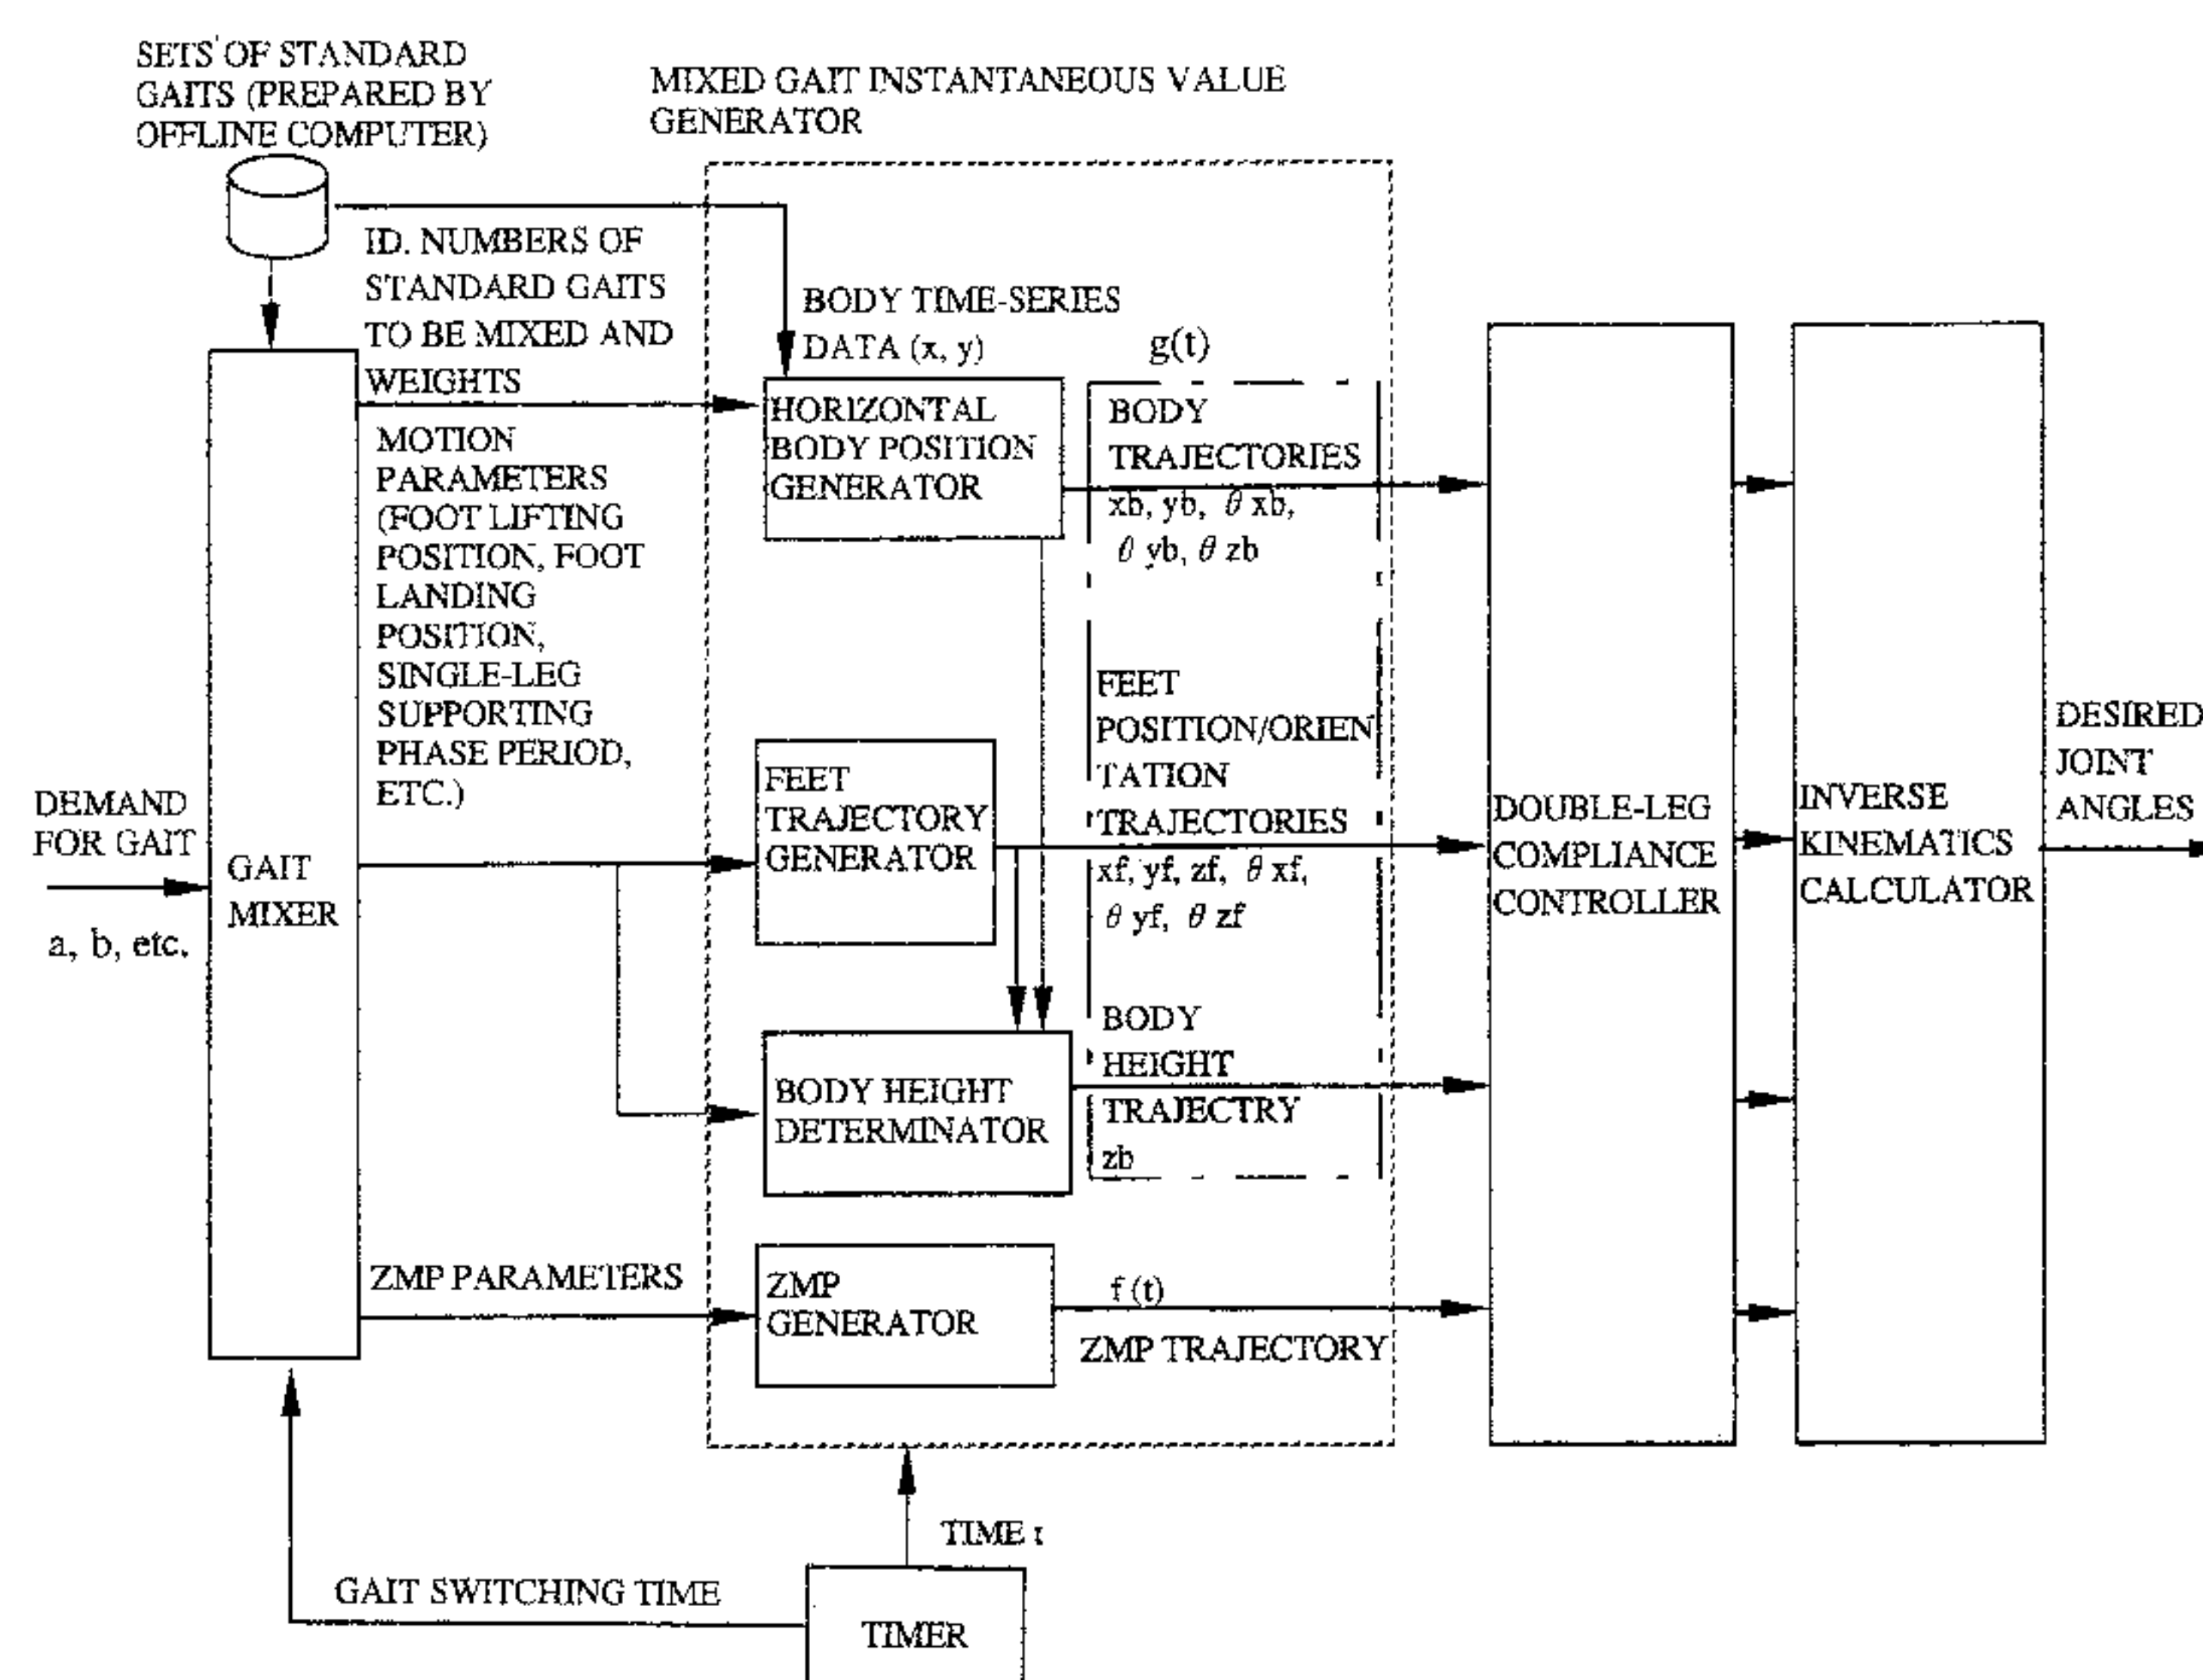 SETS OF STANDARD
GAITS (PREPARED BY
OFFLINE COMPUTER)
MIXED GAIT INSTANTANEOUS VALUE
GENERATOR
ID. NUMBERS OF
STANDARD GAITS
TO BE MIXED AND
WEIGHTS
BODY TIME-SERIES
DATA (x, y)
g(t)
HORIZONTAL
BODY POSITION
GENERATOR
BODY
TRAJECTORIES
xb, yb, θ xb,
θ yb, θ zb
MOTION
PARAMETERS
(FOOT LIFTING
POSITION, FOOT
LANDING
POSITION,
SINGLE-LEG
SUPPORTING
PHASE PERIOD,
ETC.)
DEMAND
FOR GAIT
a, b, etc.
GAIT
MIXER
FEET
TRAJECTORY
GENERATOR
FEET
POSITION/ORIEN
TATION
TRAJECTORIES
xf, yf, zf, θ xf,
θ yf, θ zf
DOUBLE-LEG
COMPLIANCE
CONTROLLER
INVERSE
KINEMATICS
CALCULATOR
DESIRED
JOINT
ANGLES
BODY HEIGHT
DETERMINATOR
BODY
HEIGHT
TRAJECTRY
zb
ZMP PARAMETERS
ZMP
GENERATOR
f (t)
ZMP TRAJECTORY
TIME t
GAIT SWITCHING TIME
TIMER